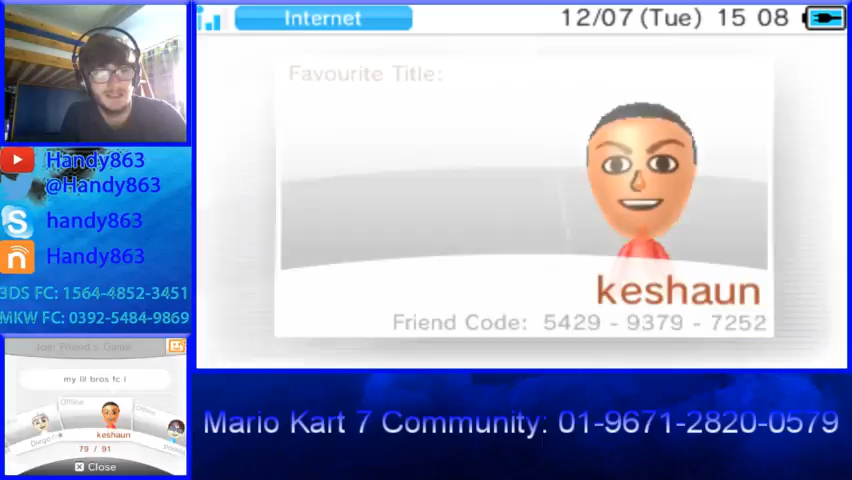 Internet
12/07 (Tue) 15 08
Favourite Title:
keshaun
Friend Code: 5429 - 9379 - 7252
Handy863
@Handy863
handy863
Handy863
3DS FC: 1564-4852-3451
MKW FC: 0392-5484-9869
Join Friend's Game
my lil bros fc !
Offline
Offline
Diego
keshaun
79 / 91
Close
Mario Kart 7 Community: 01-9671-2820-0579